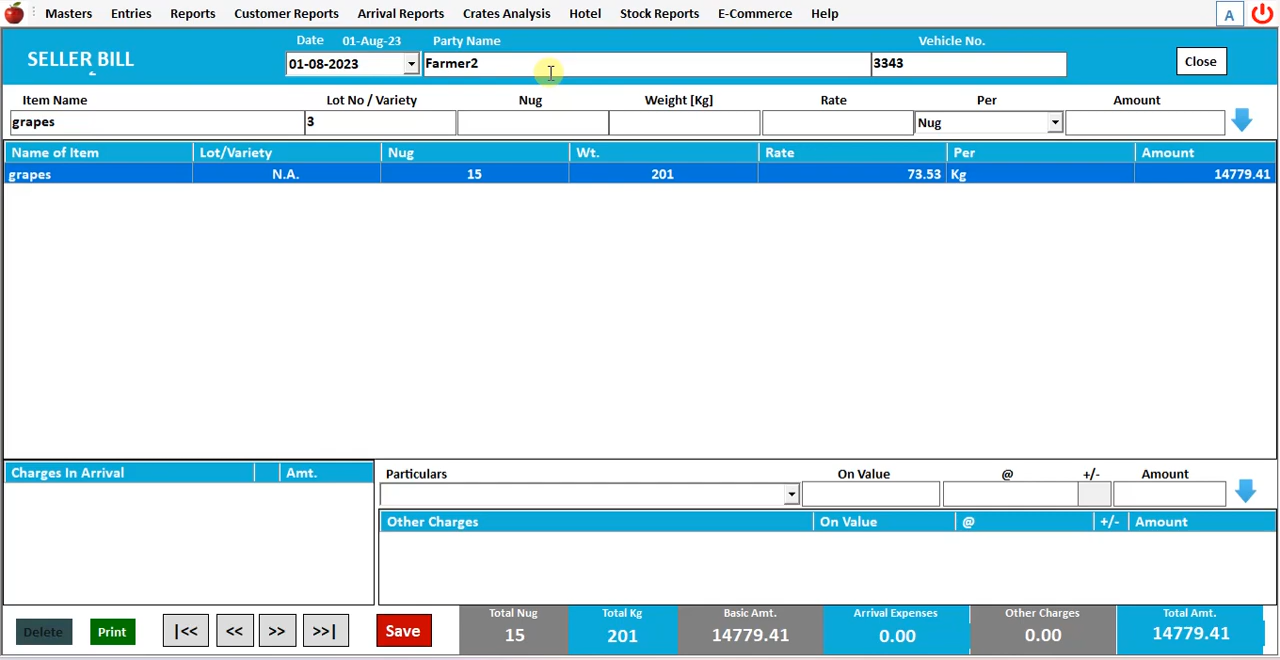 Masters Entries Reports Customer Reports Arrival Reports Crates Analysis Hotel Stock Reports E-Commerce Help A
Date 01-Aug-23 Party Name Vehicle No.
SELLER BILL 01-08-2023 Farmer2 3343 Close
Item Name Lot No / Variety Nug Weight [Kg] Rate Per Amount
grapes 3 Nug
Name of Item Lot/Variety Nug Wt. Rate Per Amount
grapes N.A. 15 201 73.53 Kg 14779.41
Charges In Arrival Amt.
Particulars On Value @ +/- Amount
Other Charges On Value @ +/- Amount
Delete Print |<< << >> >>| Save
Total Nug Total Kg Basic Amt. Arrival Expenses Other Charges Total Amt.
15 201 14779.41 0.00 0.00 14779.41